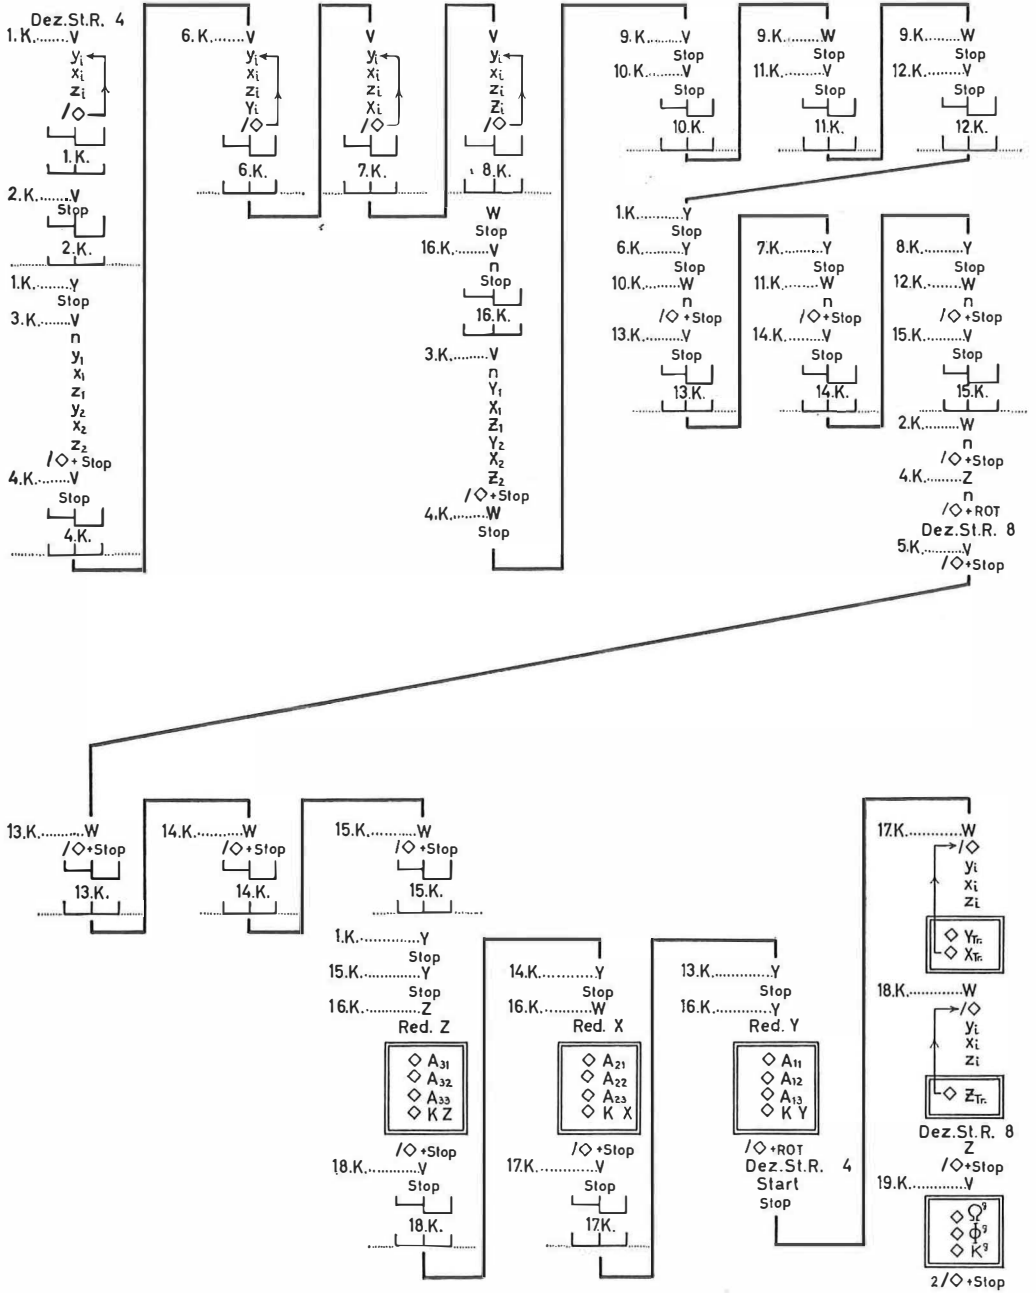 Dez.St.R. 4
1.K.......V
yi
xi
zi
/◇
1.K.
2.K.......V
Stop
2.K.
1.K.......Y
Stop
3.K.......V
n
y1
x1
z1
y2
x2
z2
/◇+Stop
4.K.......V
Stop
4.K.
6.K.......V
yi
xi
zi
Yi
/◇
6.K.
V
yi
xi
zi
Xi
/◇
7.K.
V
yi
xi
zi
Zi
/◇
8.K.
W
Stop
16.K.......V
n
Stop
16.K.
3.K.......V
n
Y1
X1
Z1
Y2
X2
Z2
/◇+Stop
4.K.......W
Stop
9.K.......V
Stop
10.K.......V
Stop
10.K.
9.K.......W
Stop
11.K.......V
Stop
11.K.
9.K.......W
Stop
12.K.......V
Stop
12.K.
1.K.......Y
Stop
6.K.......Y
Stop
10.K.......W
n
/◇+Stop
13.K.......V
Stop
13.K.
7.K.......Y
Stop
11.K.......W
n
/◇+Stop
14.K.......V
Stop
14.K.
8.K.......Y
Stop
12.K.......W
n
/◇+Stop
15.K.......V
Stop
15.K.
2.K.......W
n
/◇+Stop
4.K.......Z
n
/◇+ROT
Dez.St.R. 8
5.K.......V
/◇+Stop
13.K.......W
/◇+Stop
13.K.
14.K.......W
/◇+Stop
14.K.
15.K.......W
/◇+Stop
15.K.
1.K.......Y
Stop
15.K.......Y
Stop
16.K.......Z
Red. Z
◇ A31
◇ A32
◇ A33
◇ K Z
/◇+Stop
18.K.......V
Stop
18.K.
14.K.......Y
Stop
16.K.......W
Red. X
◇ A21
◇ A22
◇ A23
◇ K X
/◇+Stop
17.K.......V
Stop
17.K.
13.K.......Y
Stop
16.K.......Y
Red. Y
◇ A11
◇ A12
◇ A13
◇ K Y
/◇+ROT
Dez.St.R. 4
Start
Stop
17.K.......W
/◇
yi
xi
zi
◇ YTr.
◇ XTr.
18.K.......W
/◇
yi
xi
zi
◇ ZTr.
Dez.St.R. 8
Z
/◇+Stop
19.K.......V
◇ Ωg
◇ Φg
◇ Kg
2/◇+Stop